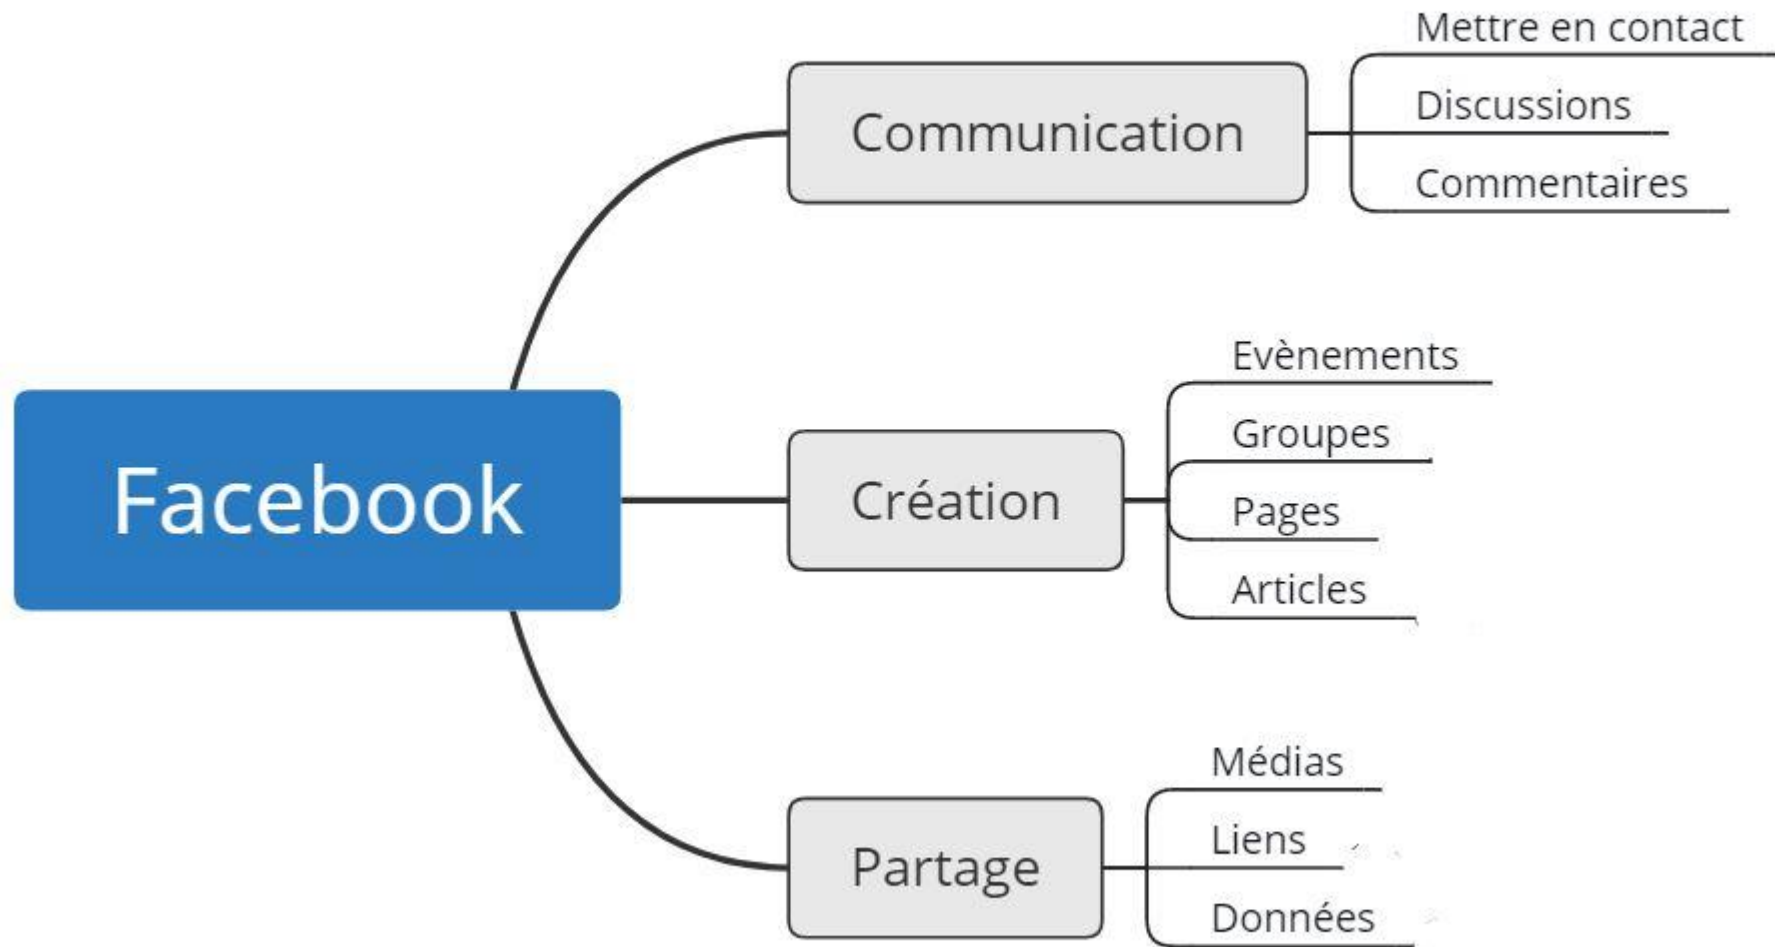 Facebook
Communication
Mettre en contact
Discussions
Commentaires
Création
Evènements
Groupes
Pages
Articles
Partage
Médias
Liens
Données